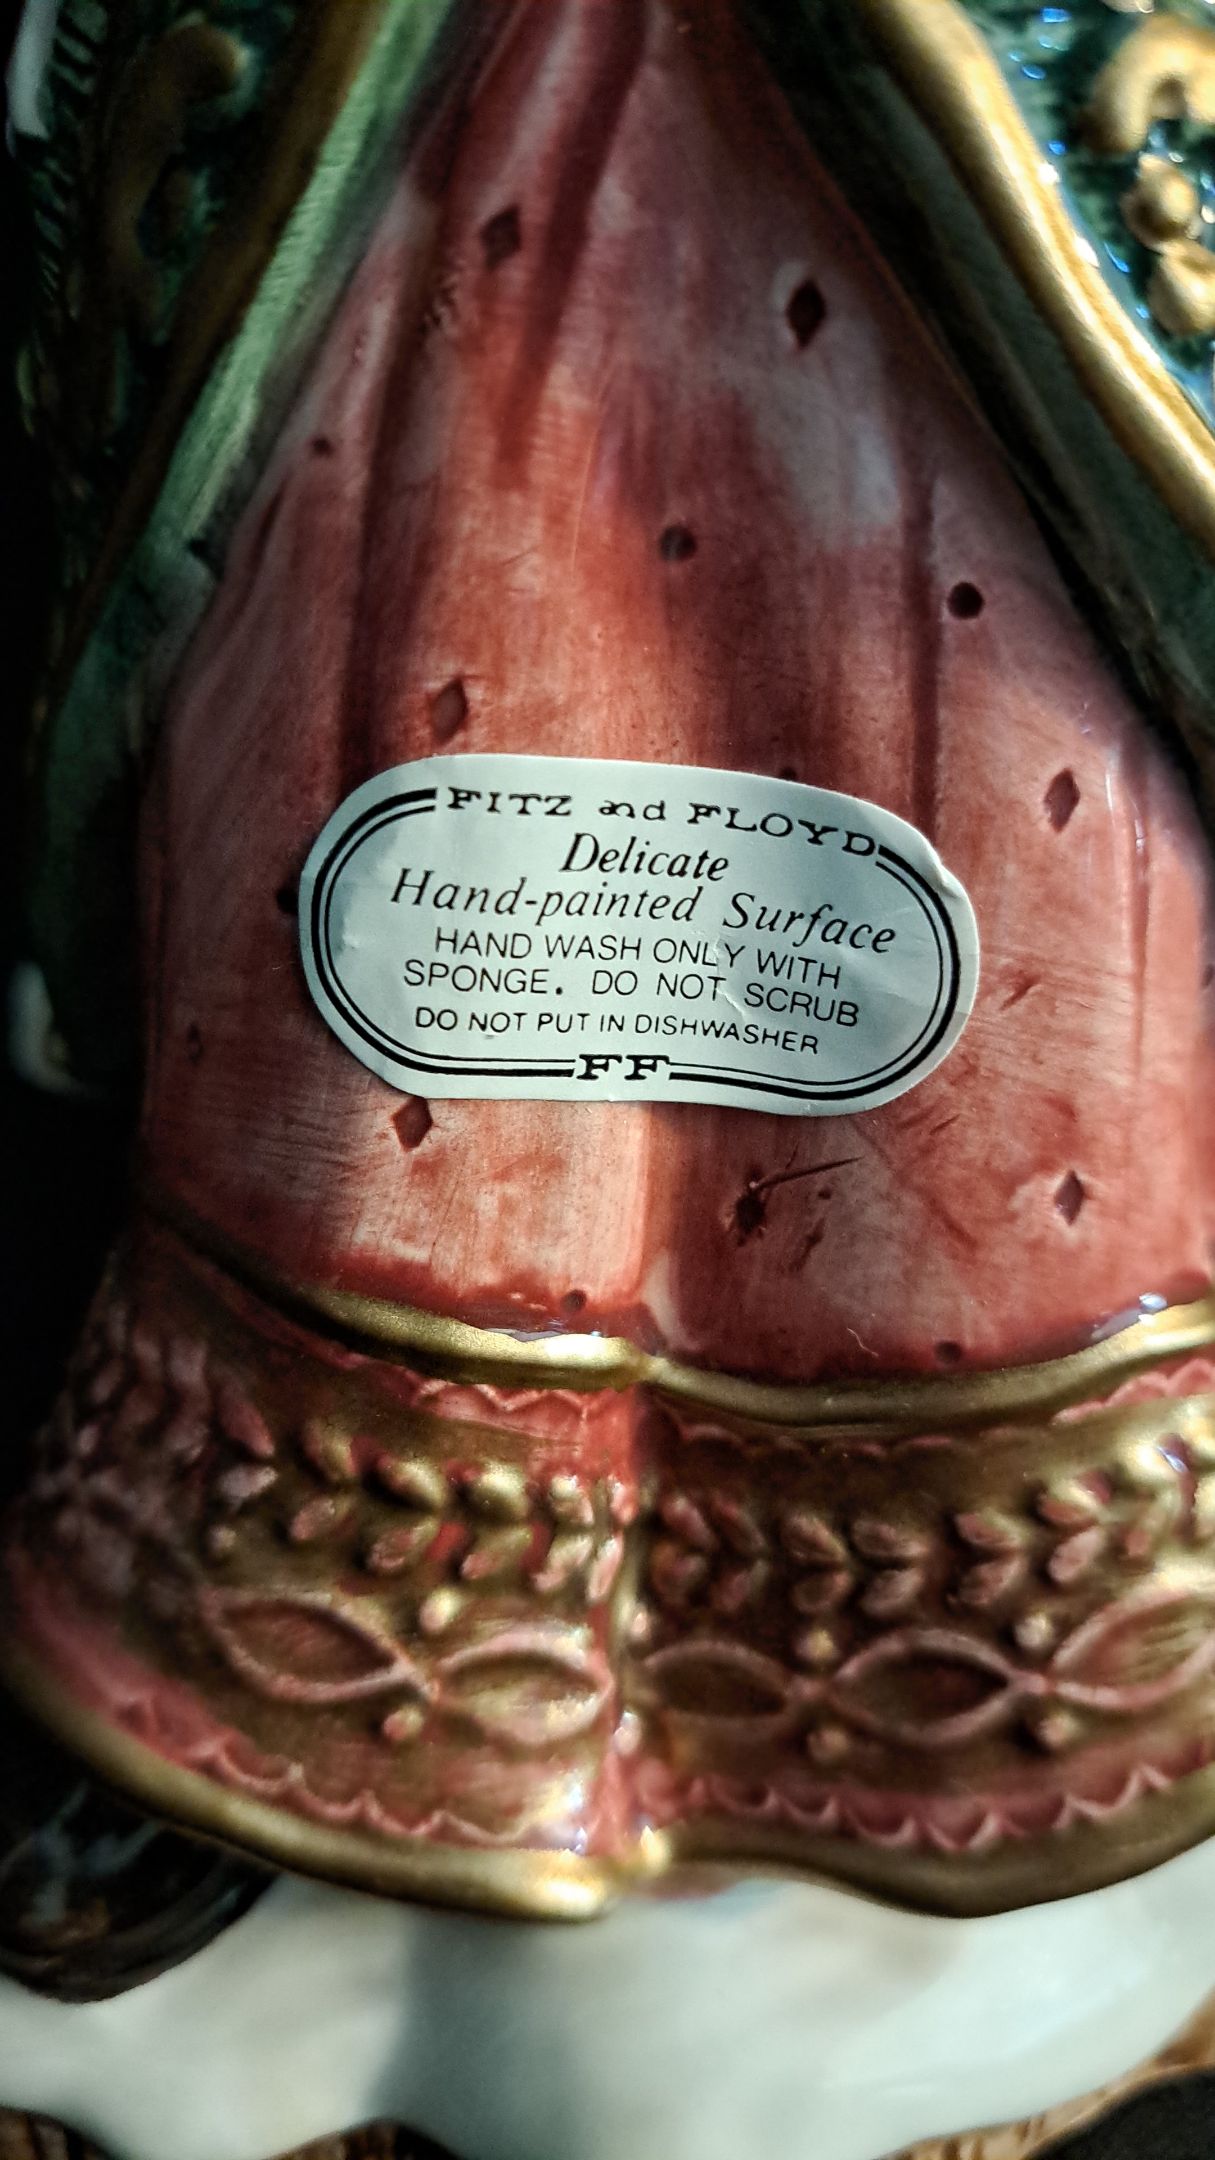 FITZ and FLOYD
Delicate
Hand-painted Surface
HAND WASH ONLY WITH
SPONGE. DO NOT SCRUB
DO NOT PUT IN DISHWASHER
FF